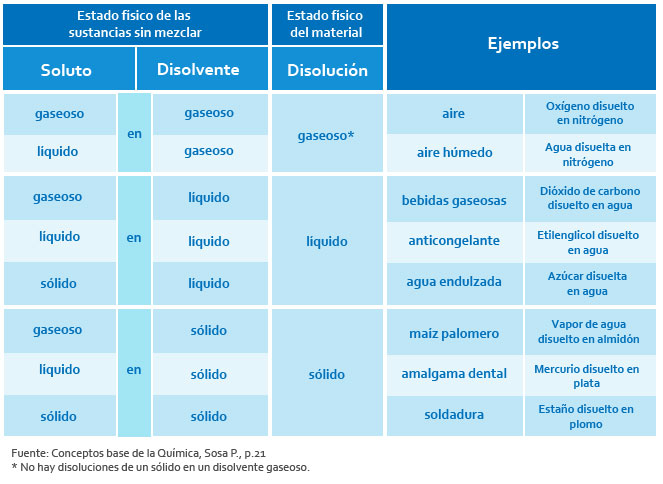 Estado físico de las
sustancias sin mezclar
Estado físico
del material
Ejemplos
Soluto
Disolvente
Disolución
gaseoso
en
gaseoso
gaseoso*
aire
Oxígeno disuelto
en nitrógeno
líquido
gaseoso
aire húmedo
Agua disuelta en
nitrógeno
gaseoso
en
líquido
líquido
bebidas gaseosas
Dióxido de carbono
disuelto en agua
líquido
líquido
anticongelante
Etilenglicol disuelto
en agua
sólido
líquido
agua endulzada
Azúcar disuelta
en agua
gaseoso
en
sólido
sólido
maíz palomero
Vapor de agua
disuelto en almidón
líquido
sólido
amalgama dental
Mercurio disuelto en
plata
sólido
sólido
soldadura
Estaño disuelto en
plomo
Fuente: Conceptos base de la Química, Sosa P., p.21
* No hay disoluciones de un sólido en un disolvente gaseoso.